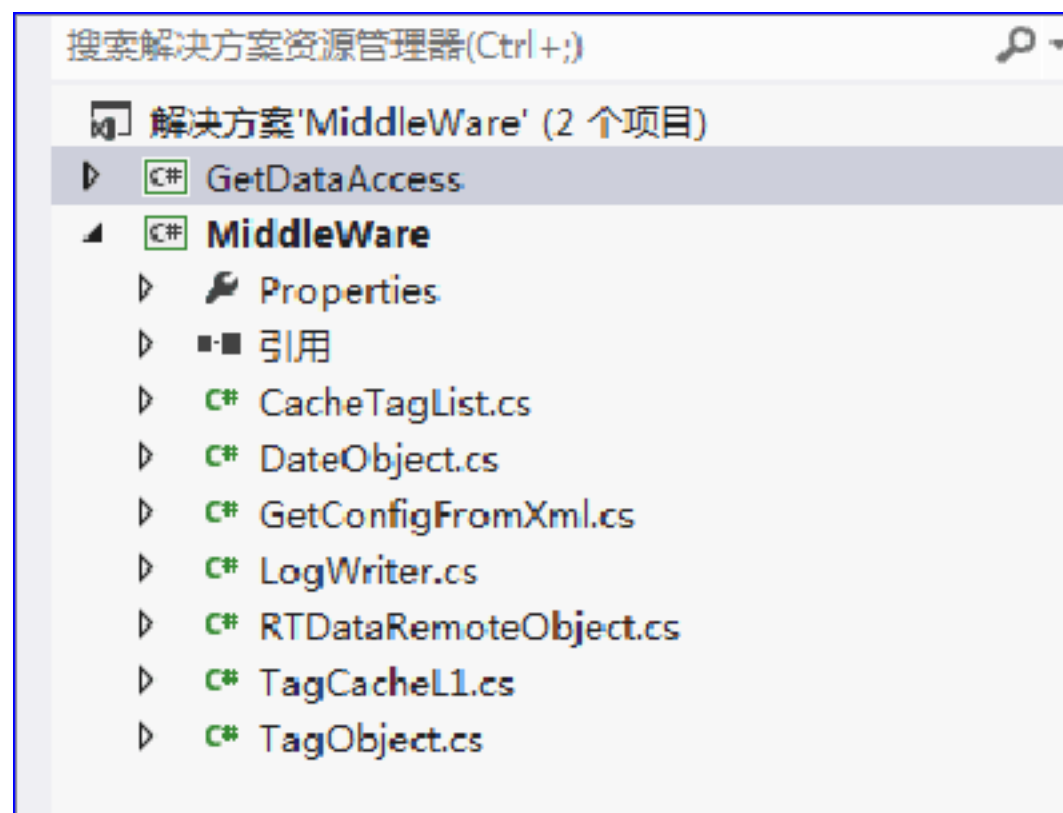 搜索解决方案资源管理器(Ctrl+;)
解决方案'MiddleWare' (2 个项目)
C# GetDataAccess
C# MiddleWare
Properties
引用
C# CacheTagList.cs
C# DateObject.cs
C# GetConfigFromXml.cs
C# LogWriter.cs
C# RTDataRemoteObject.cs
C# TagCacheL1.cs
C# TagObject.cs